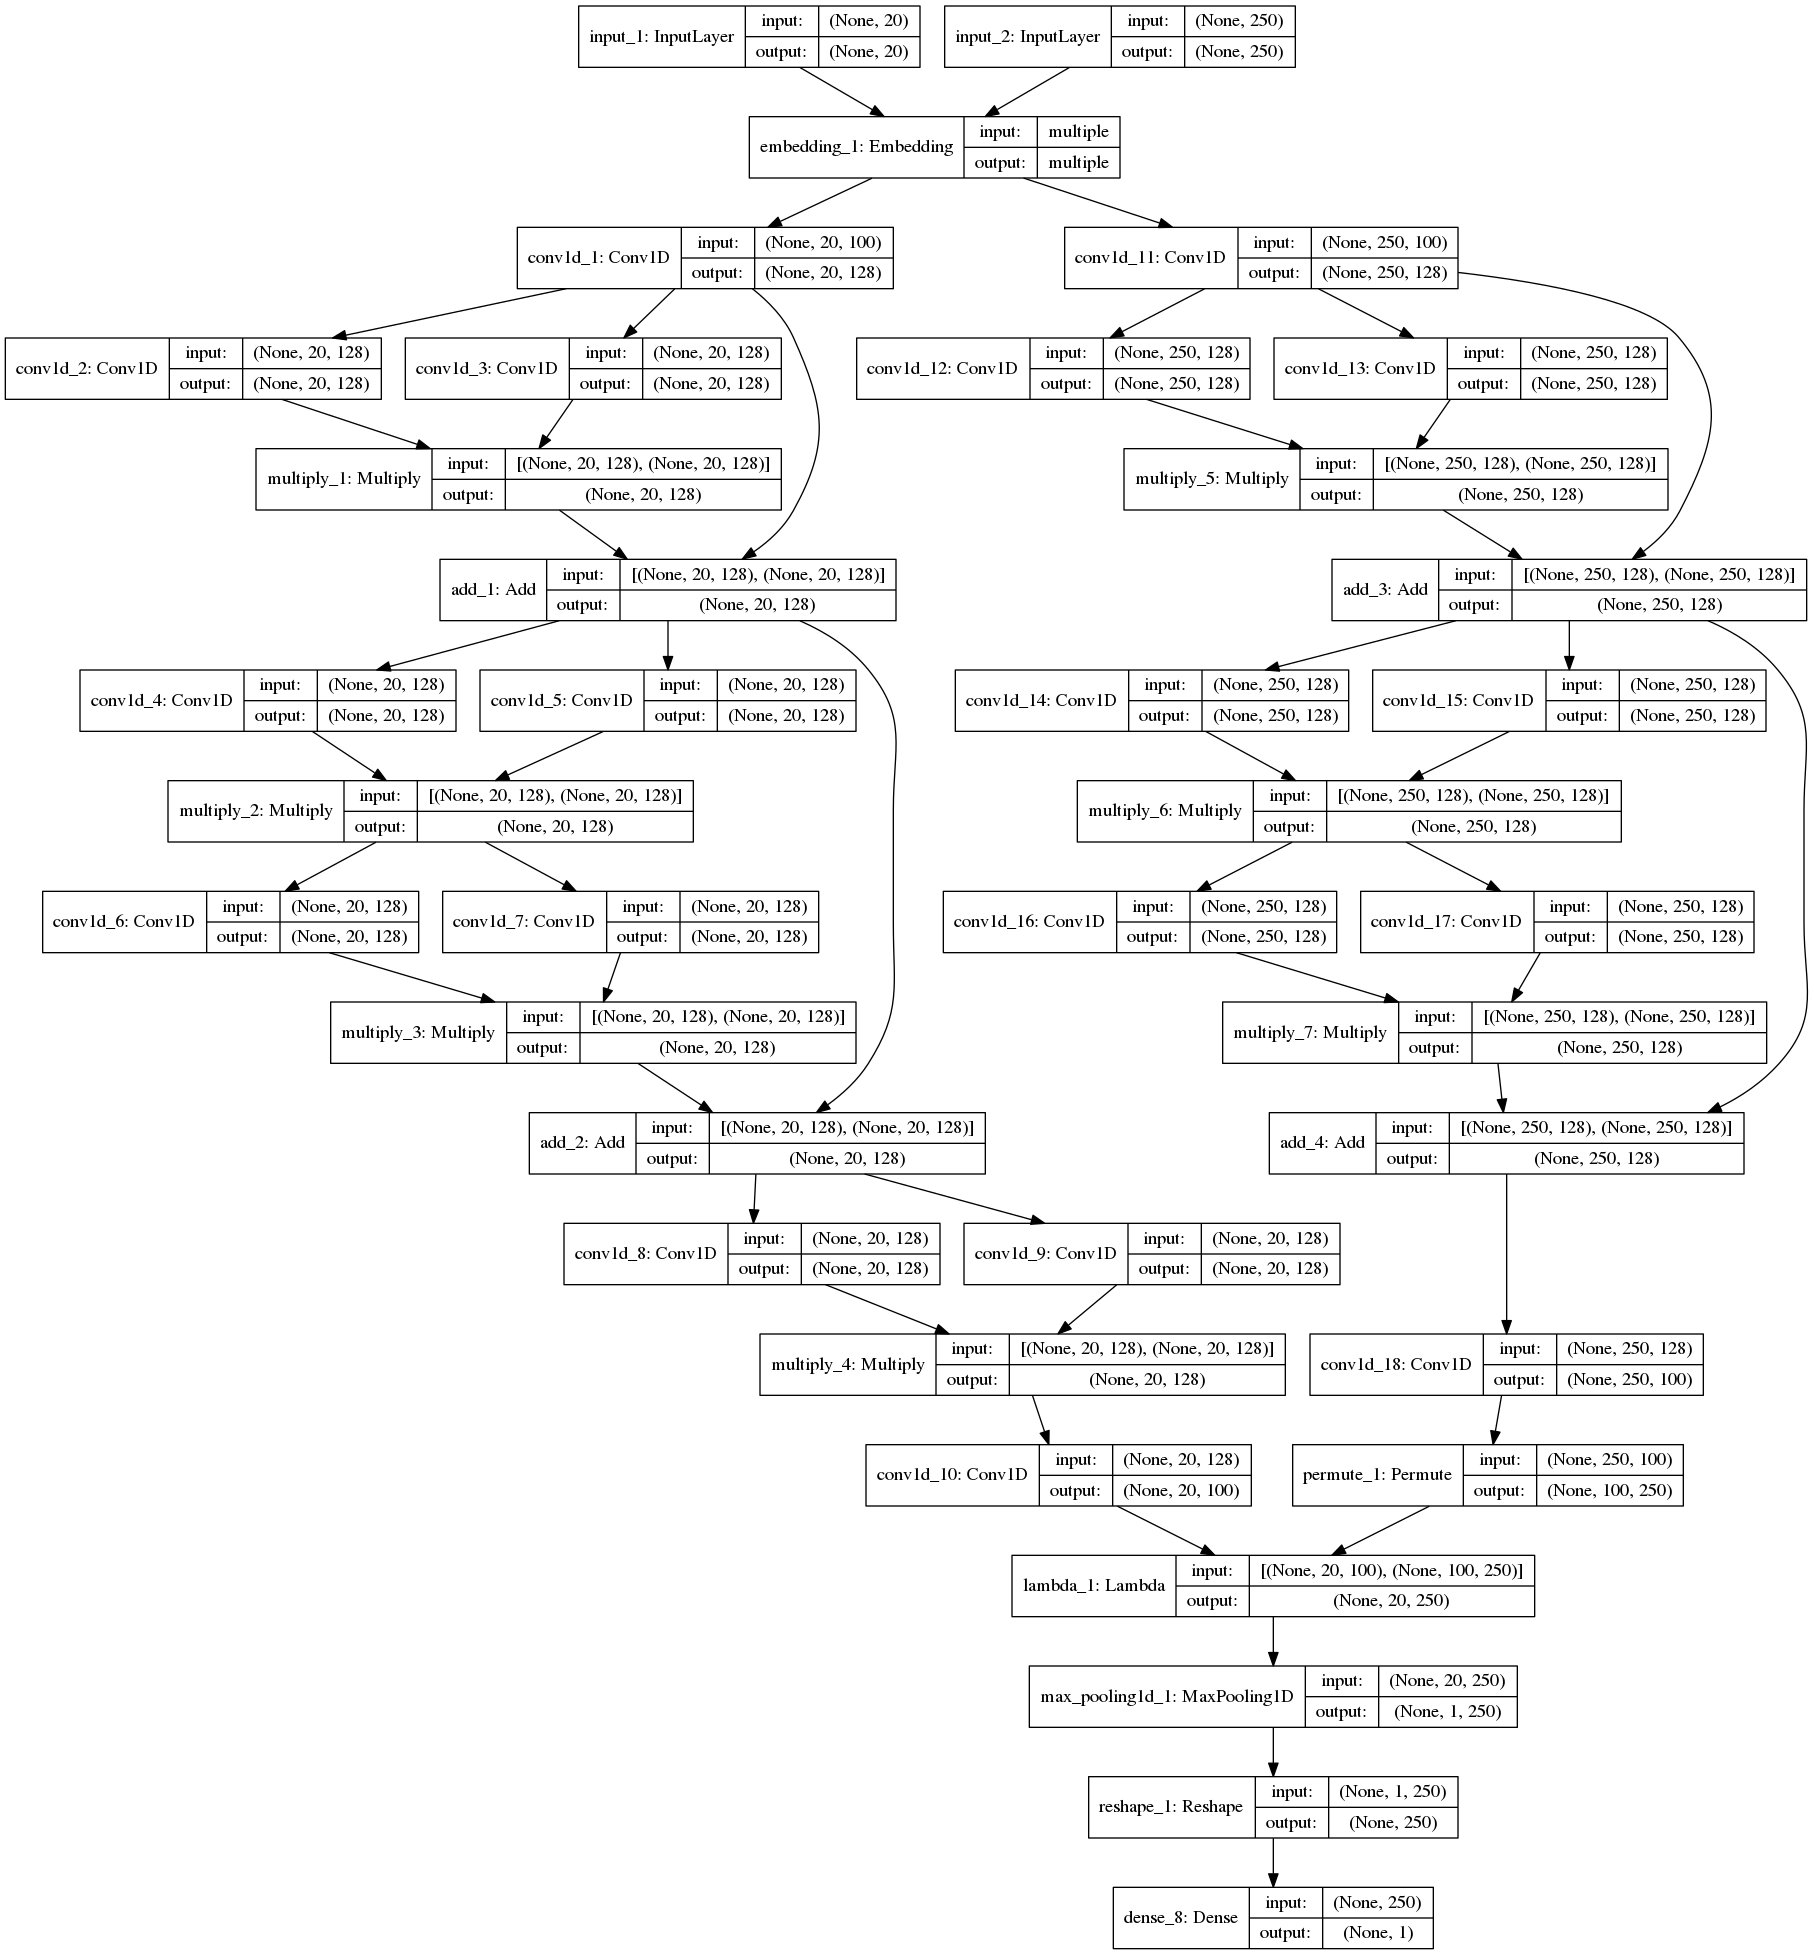 input_1: InputLayer
input: (None, 20)
output: (None, 20)
input_2: InputLayer
input: (None, 250)
output: (None, 250)
embedding_1: Embedding
input: multiple
output: multiple
conv1d_1: Conv1D
input: (None, 20, 100)
output: (None, 20, 128)
conv1d_11: Conv1D
input: (None, 250, 100)
output: (None, 250, 128)
conv1d_2: Conv1D
input: (None, 20, 128)
output: (None, 20, 128)
conv1d_3: Conv1D
input: (None, 20, 128)
output: (None, 20, 128)
conv1d_12: Conv1D
input: (None, 250, 128)
output: (None, 250, 128)
conv1d_13: Conv1D
input: (None, 250, 128)
output: (None, 250, 128)
multiply_1: Multiply
input: [(None, 20, 128), (None, 20, 128)]
output: (None, 20, 128)
multiply_5: Multiply
input: [(None, 250, 128), (None, 250, 128)]
output: (None, 250, 128)
add_1: Add
input: [(None, 20, 128), (None, 20, 128)]
output: (None, 20, 128)
add_3: Add
input: [(None, 250, 128), (None, 250, 128)]
output: (None, 250, 128)
conv1d_4: Conv1D
input: (None, 20, 128)
output: (None, 20, 128)
conv1d_5: Conv1D
input: (None, 20, 128)
output: (None, 20, 128)
conv1d_14: Conv1D
input: (None, 250, 128)
output: (None, 250, 128)
conv1d_15: Conv1D
input: (None, 250, 128)
output: (None, 250, 128)
multiply_2: Multiply
input: [(None, 20, 128), (None, 20, 128)]
output: (None, 20, 128)
multiply_6: Multiply
input: [(None, 250, 128), (None, 250, 128)]
output: (None, 250, 128)
conv1d_6: Conv1D
input: (None, 20, 128)
output: (None, 20, 128)
conv1d_7: Conv1D
input: (None, 20, 128)
output: (None, 20, 128)
conv1d_16: Conv1D
input: (None, 250, 128)
output: (None, 250, 128)
conv1d_17: Conv1D
input: (None, 250, 128)
output: (None, 250, 128)
multiply_3: Multiply
input: [(None, 20, 128), (None, 20, 128)]
output: (None, 20, 128)
multiply_7: Multiply
input: [(None, 250, 128), (None, 250, 128)]
output: (None, 250, 128)
add_2: Add
input: [(None, 20, 128), (None, 20, 128)]
output: (None, 20, 128)
add_4: Add
input: [(None, 250, 128), (None, 250, 128)]
output: (None, 250, 128)
conv1d_8: Conv1D
input: (None, 20, 128)
output: (None, 20, 128)
conv1d_9: Conv1D
input: (None, 20, 128)
output: (None, 20, 128)
multiply_4: Multiply
input: [(None, 20, 128), (None, 20, 128)]
output: (None, 20, 128)
conv1d_18: Conv1D
input: (None, 250, 128)
output: (None, 250, 100)
conv1d_10: Conv1D
input: (None, 20, 128)
output: (None, 20, 100)
permute_1: Permute
input: (None, 250, 100)
output: (None, 100, 250)
lambda_1: Lambda
input: [(None, 20, 100), (None, 100, 250)]
output: (None, 20, 250)
max_pooling1d_1: MaxPooling1D
input: (None, 20, 250)
output: (None, 1, 250)
reshape_1: Reshape
input: (None, 1, 250)
output: (None, 250)
dense_8: Dense
input: (None, 250)
output: (None, 1)